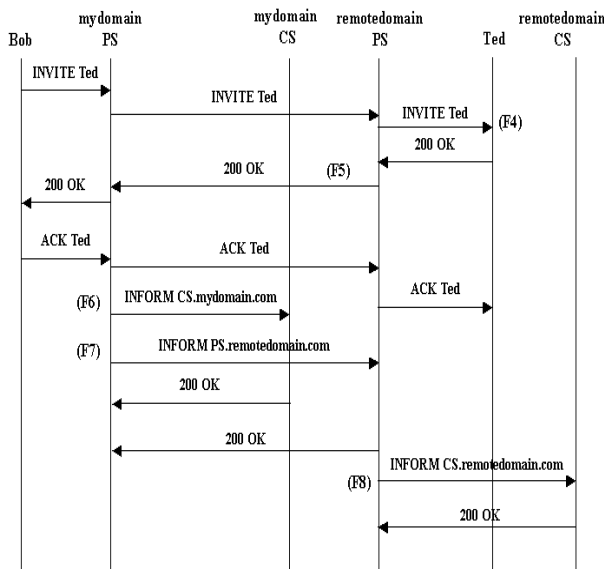 Bob
mydomain
PS
mydomain
CS
remotedomain
PS
Ted
remotedomain
CS
INVITE Ted
INVITE Ted
INVITE Ted
(F4)
200 OK
200 OK
(F5)
200 OK
ACK Ted
ACK Ted
ACK Ted
(F6)
INFORM CS.mydomain.com
(F7)
INFORM PS.remotedomain.com
200 OK
200 OK
(F8)
INFORM CS.remotedomain.com
200 OK